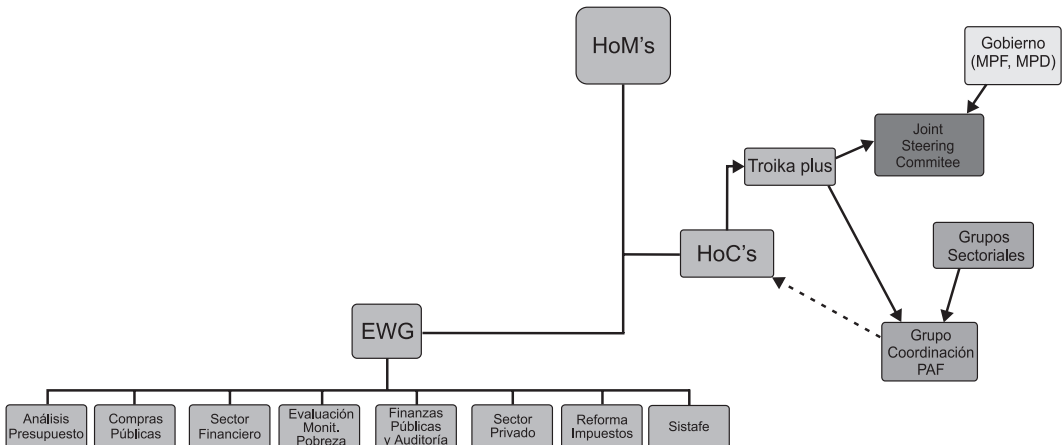 HoM's
Gobierno
(MPF, MPD)
Joint
Steering
Commitee
Troika plus
HoC's
Grupos
Sectoriales
EWG
Grupo
Coordinación
PAF
Análisis
Presupuesto
Compras
Públicas
Sector
Financiero
Evaluación
Monit.
Pobreza
Finanzas
Públicas
y Auditoría
Sector
Privado
Reforma
Impuestos
Sistafe